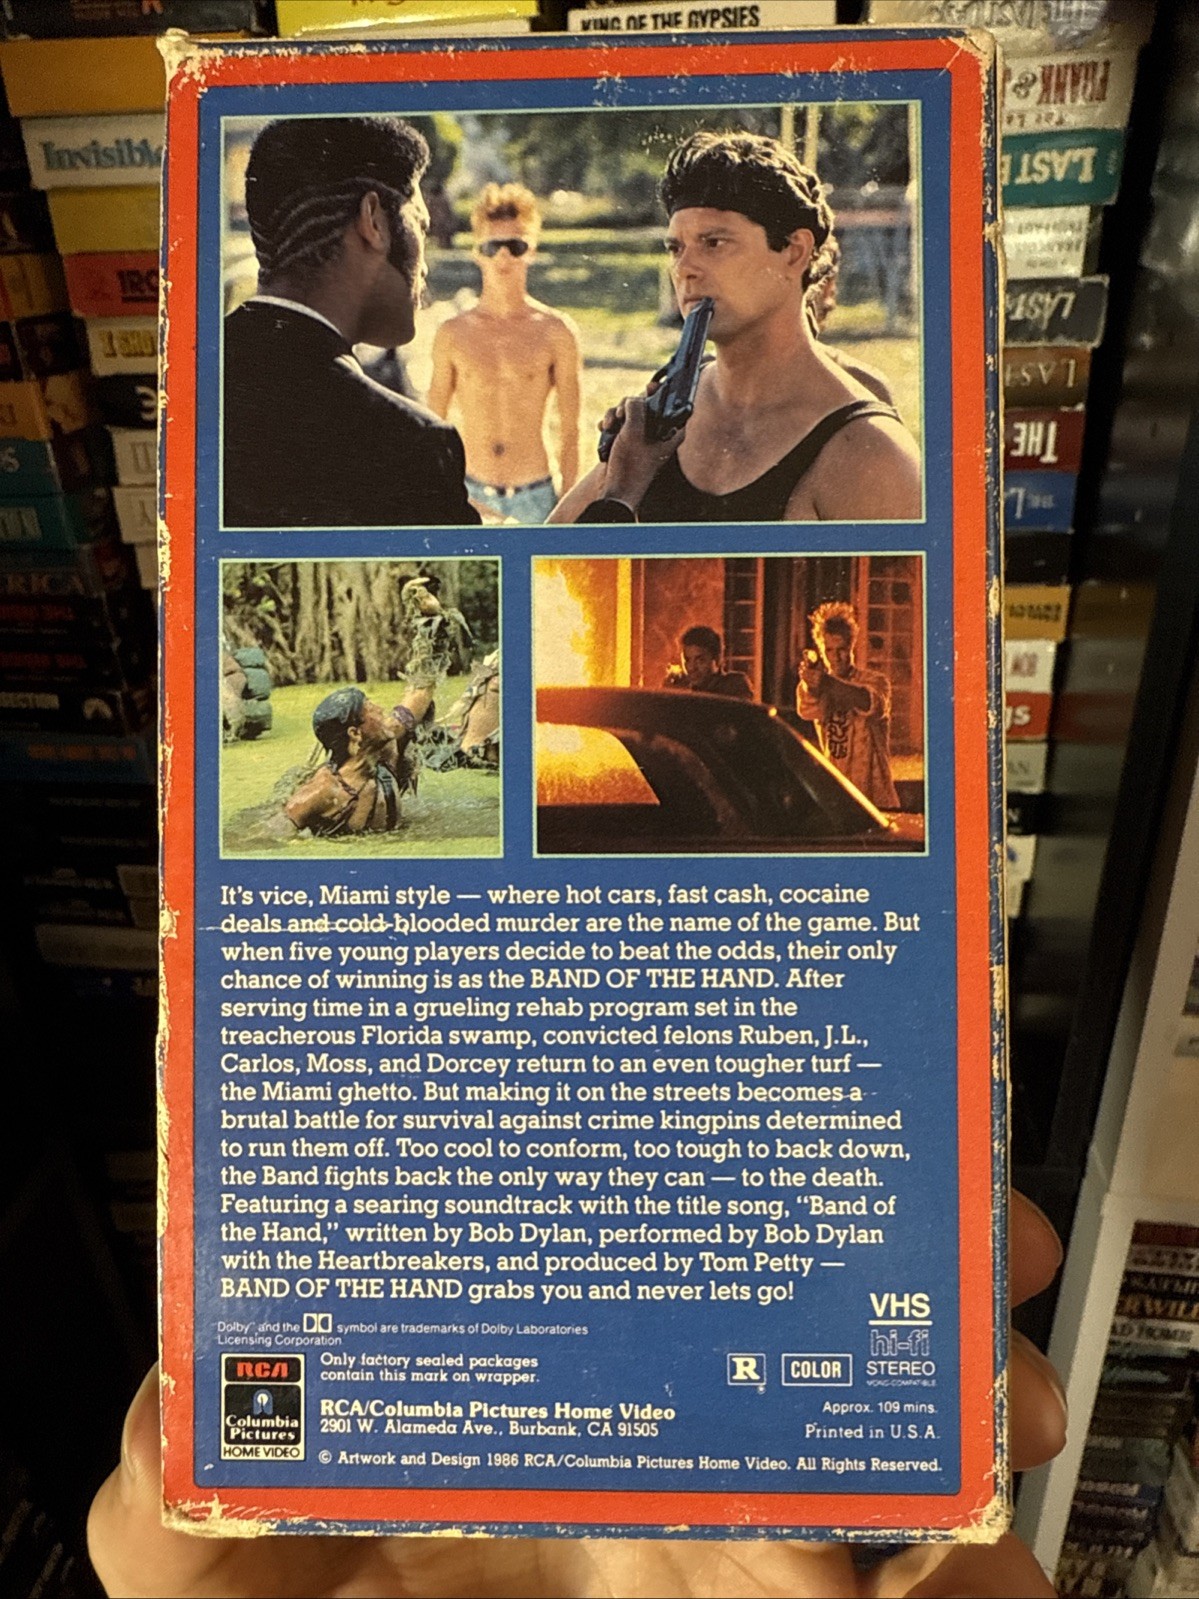 KING OF THE GYPSIES
Invisibl
FRANK &
LAST
LAST
LAST
THE
THE L
It's vice, Miami style — where hot cars, fast cash, cocaine
deals and cold-blooded murder are the name of the game. But
when five young players decide to beat the odds, their only
chance of winning is as the BAND OF THE HAND. After
serving time in a grueling rehab program set in the
treacherous Florida swamp, convicted felons Ruben, J.L.,
Carlos, Moss, and Dorcey return to an even tougher turf —
the Miami ghetto. But making it on the streets becomes a
brutal battle for survival against crime kingpins determined
to run them off. Too cool to conform, too tough to back down,
the Band fights back the only way they can — to the death.
Featuring a searing soundtrack with the title song, “Band of
the Hand,” written by Bob Dylan, performed by Bob Dylan
with the Heartbreakers, and produced by Tom Petty —
BAND OF THE HAND grabs you and never lets go!
Dolby and the symbol are trademarks of Dolby Laboratories
Licensing Corporation
VHS
hi-fi
STEREO
MONO-COMPATIBLE
R
COLOR
RCA
Columbia
Pictures
HOME VIDEO
Only factory sealed packages
contain this mark on wrapper.
RCA/Columbia Pictures Home Video
2901 W. Alameda Ave., Burbank, CA 91505
Approx. 109 mins.
Printed in U.S.A.
© Artwork and Design 1986 RCA/Columbia Pictures Home Video. All Rights Reserved.